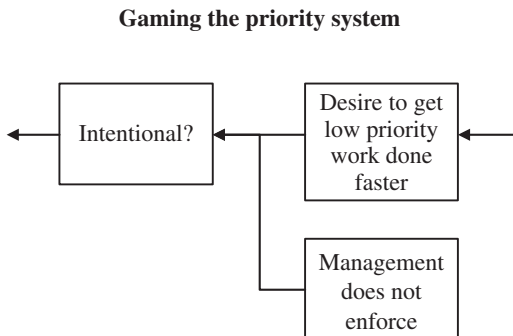 Gaming the priority system
Intentional?
Desire to get
low priority
work done
faster
Management
does not
enforce